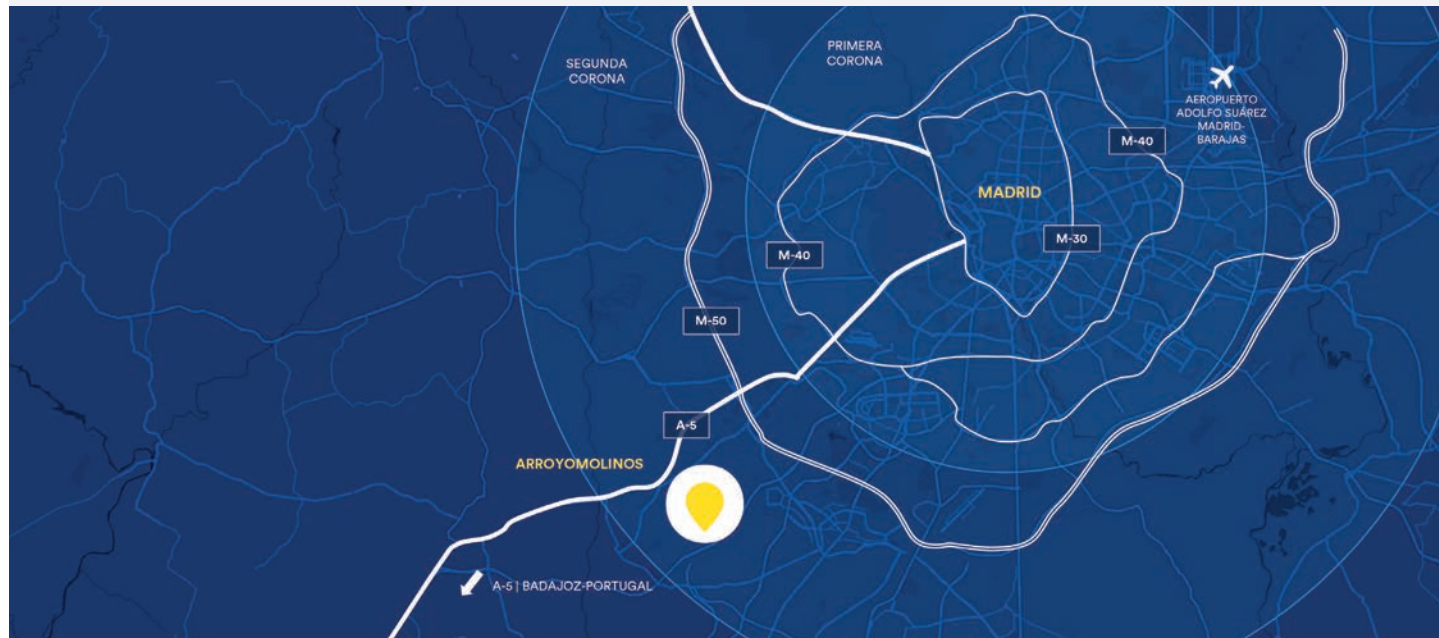 SEGUNDA
CORONA
PRIMERA
CORONA
AEROPUERTO
ADOLFO SUÁREZ
MADRID-
BARAJAS
M-40
MADRID
M-30
M-40
M-50
A-5
ARROYOMOLINOS
A-5 | BADAJOZ-PORTUGAL